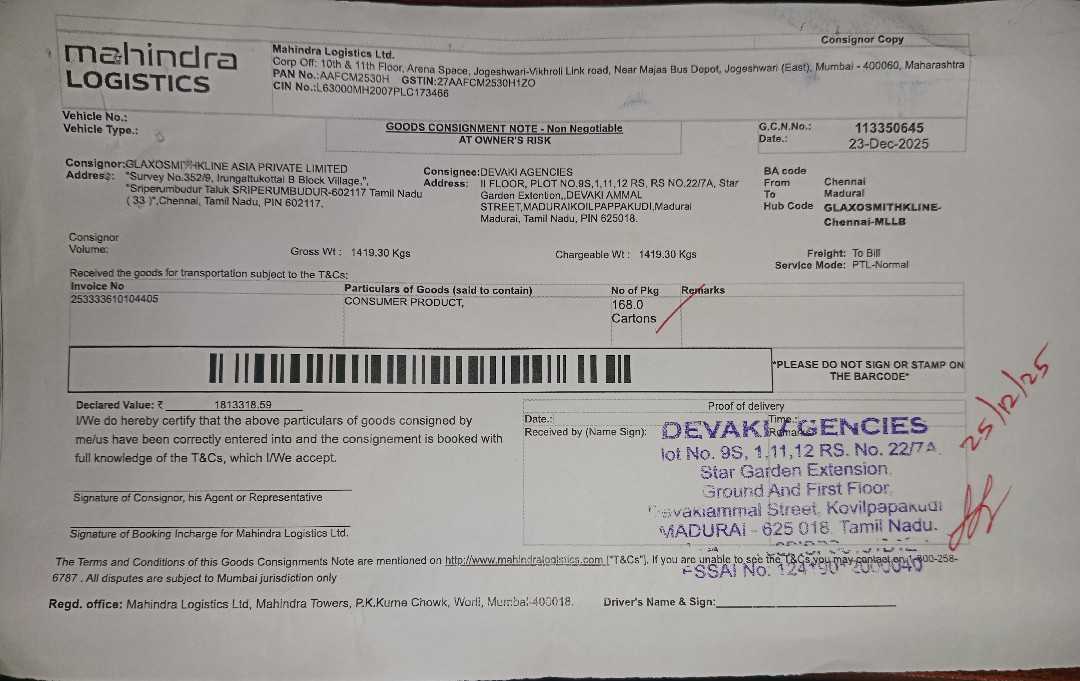 mahindra
LOGISTICS
Consignor Copy
Mahindra Logistics Ltd.
Corp Off: 10th & 11th Floor, Arena Space, Jogeshwari-Vikhroli Link road, Near Majas Bus Depot, Jogeshwari (East), Mumbai - 400060, Maharashtra
PAN No.:AAFCM2530H GSTIN:27AAFCM2530H1ZO
CIN No.:L63000MH2007PLC173466
Vehicle No.:
Vehicle Type.:
GOODS CONSIGNMENT NOTE - Non Negotiable
AT OWNER'S RISK
G.C.N.No.: 113350645
Date.: 23-Dec-2025
Consignor:GLAXOSMITHKLINE ASIA PRIVATE LIMITED
Address: "Survey No.352/9, Irungattukottai B Block Village,",
"Sriperumbudur Taluk SRIPERUMBUDUR-602117 Tamil Nadu
( 33 )",Chennai, Tamil Nadu, PIN 602117.
Consignee:DEVAKI AGENCIES
Address: II FLOOR, PLOT NO.9S,1,11,12 RS, RS NO.22/7A, Star
Garden Extention,,DEVAKI AMMAL
STREET,MADURAIKOILPAPPAKUDI,Madurai
Madurai, Tamil Nadu, PIN 625018.
BA code
From Chennai
To Madurai
Hub Code GLAXOSMITHKLINE-
Chennai-MLLB
Consignor
Volume:
Gross Wt : 1419.30 Kgs
Chargeable Wt : 1419.30 Kgs
Freight: To Bill
Service Mode: PTL-Normal
Received the goods for transportation subject to the T&Cs:
Invoice No Particulars of Goods (said to contain) No of Pkg Remarks
253333610104405 CONSUMER PRODUCT, 168.0
Cartons
*PLEASE DO NOT SIGN OR STAMP ON
THE BARCODE*
Declared Value: ₹ 1813318.59
I/We do hereby certify that the above particulars of goods consigned by
me/us have been correctly entered into and the consignement is booked with
full knowledge of the T&Cs, which I/We accept.
Signature of Consignor, his Agent or Representative
Signature of Booking Incharge for Mahindra Logistics Ltd.
Proof of delivery
Date.: Time.:
Received by (Name Sign):
DEVAKI AGENCIES
lot No. 9S, 1,11,12 RS. No. 22/7A,
Star Garden Extension,
Ground And First Floor,
Devakiammal Street, Kovilpapakudi
MADURAI - 625 018, Tamil Nadu.
FSSAI No.
25/12/25
The Terms and Conditions of this Goods Consignments Note are mentioned on http://www.mahindralogistics.com ["T&Cs"]. If you are unable to see the T&Cs,you may contact on 1-800-258-
6787 . All disputes are subject to Mumbai jurisdiction only
Regd. office: Mahindra Logistics Ltd, Mahindra Towers, P.K.Kurne Chowk, Worli, Mumbai-400018.
Driver's Name & Sign: